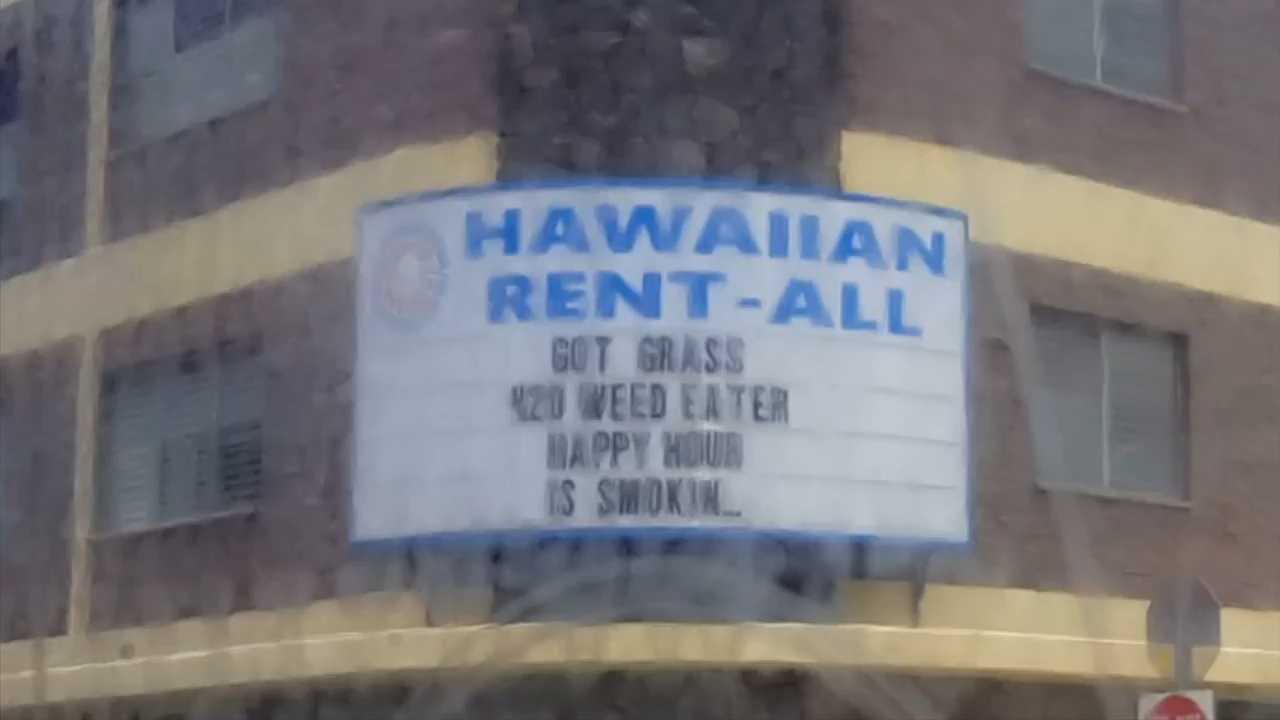 HAWAIIAN
RENT-ALL
GOT GRASS
420 WEED EATER
HAPPY HOUR
IS SMOKIN...